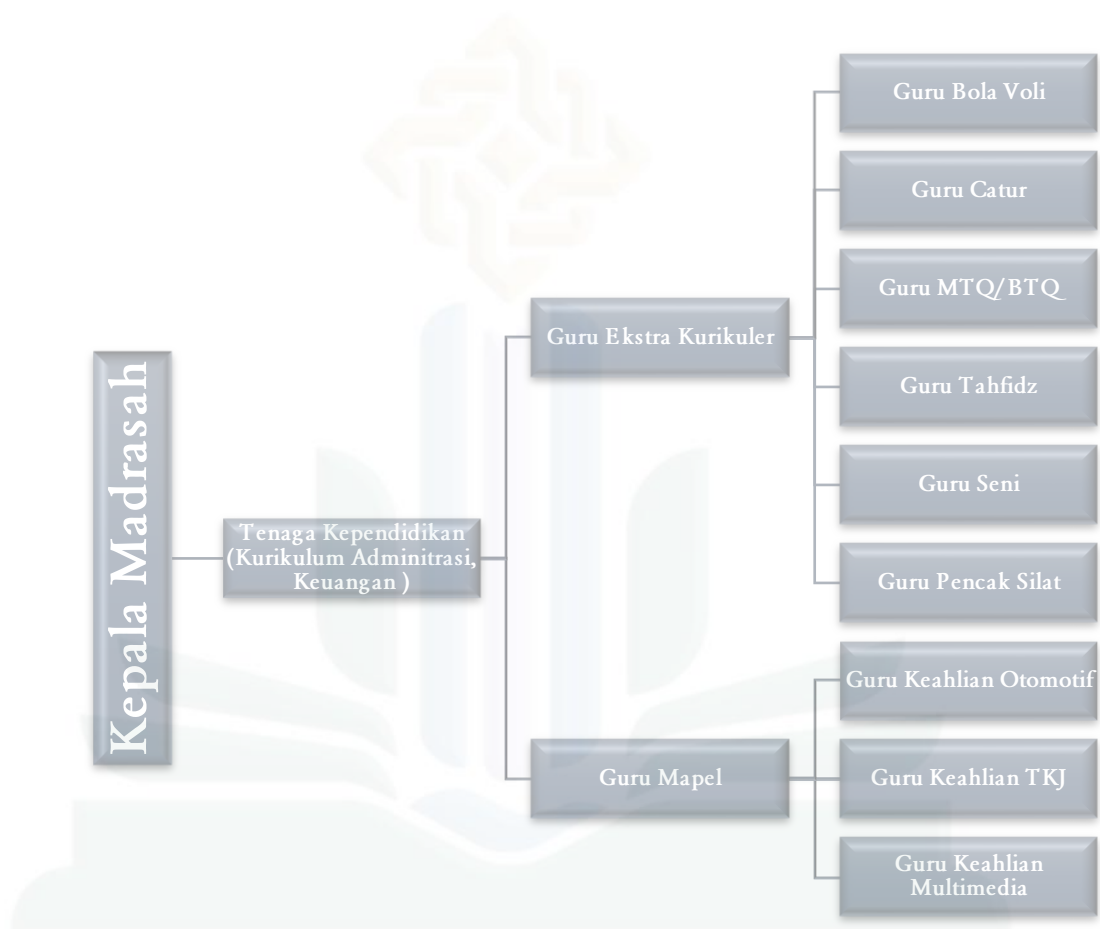 Kepala Madrasah
Tenaga Kependidikan
(Kurikulum Adminitrasi,
Keuangan )
Guru Ekstra Kurikuler
Guru Bola Voli
Guru Catur
Guru MTQ/BTQ
Guru Tahfidz
Guru Seni
Guru Pencak Silat
Guru Mapel
Guru Keahlian Otomotif
Guru Keahlian TKJ
Guru Keahlian
Multimedia